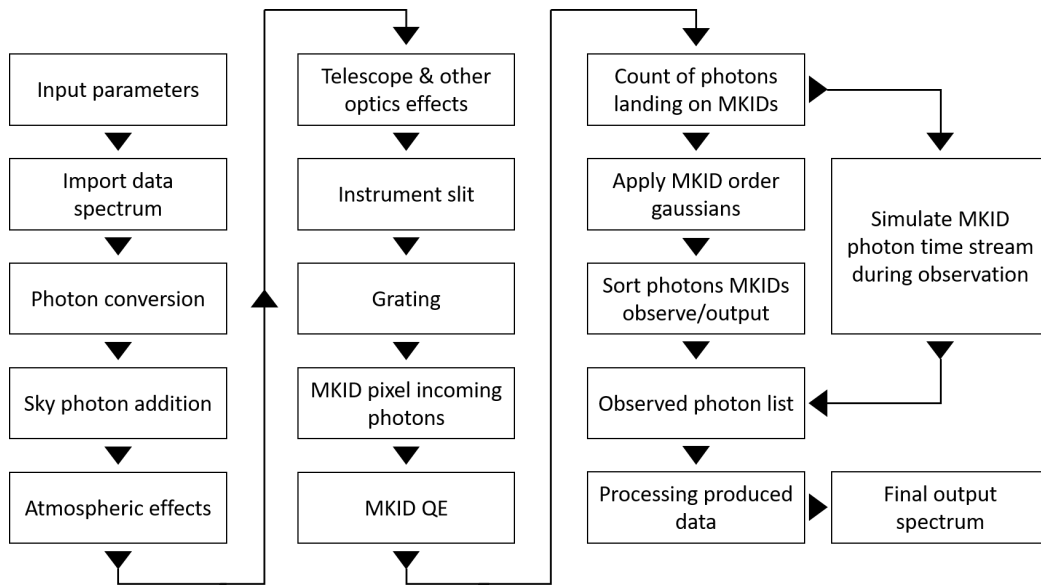 Input parameters
Import data
spectrum
Photon conversion
Sky photon addition
Atmospheric effects
Telescope & other
optics effects
Instrument slit
Grating
MKID pixel incoming
photons
MKID QE
Count of photons
landing on MKIDs
Apply MKID order
gaussians
Sort photons MKIDs
observe/output
Simulate MKID
photon time stream
during observation
Observed photon list
Processing produced
data
Final output
spectrum